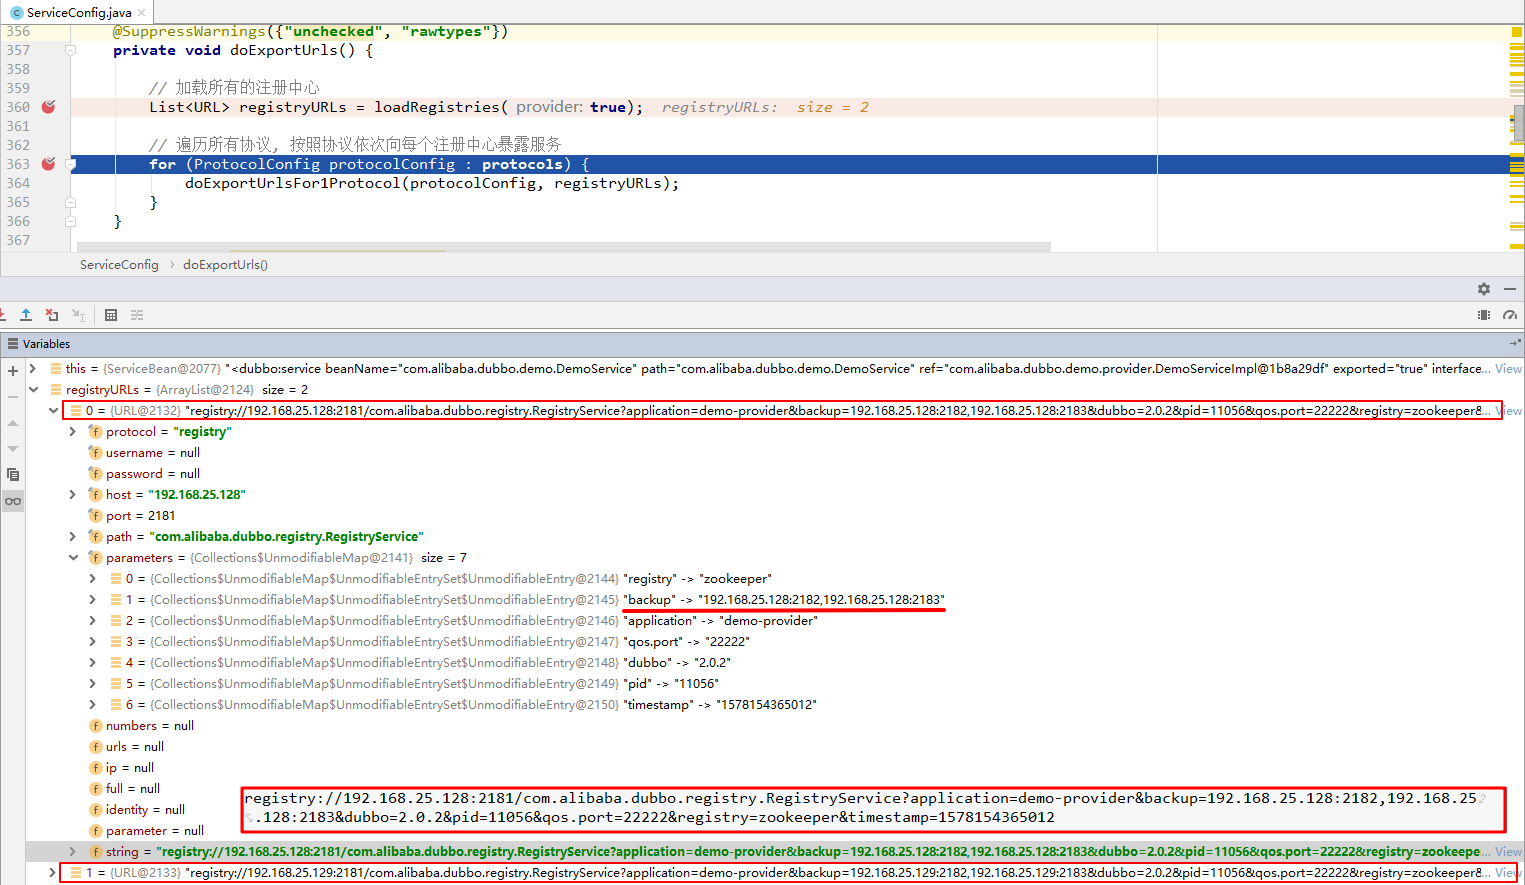 ServiceConfig.java
356 @SuppressWarnings({"unchecked", "rawtypes"})
357 private void doExportUrls() {
358
359 // 加载所有的注册中心
360 List<URL> registryURLs = loadRegistries( provider: true); registryURLs: size = 2
361
362 // 遍历所有协议, 按照协议依次向每个注册中心暴露服务
363 for (ProtocolConfig protocolConfig : protocols) {
364 doExportUrlsFor1Protocol(protocolConfig, registryURLs);
365 }
366 }
367
ServiceConfig › doExportUrls()
Variables
this = {ServiceBean@2077} "<dubbo:service beanName="com.alibaba.dubbo.demo.DemoService" path="com.alibaba.dubbo.demo.DemoService" ref="com.alibaba.dubbo.demo.provider.DemoServiceImpl@1b8a29df" exported="true" interface... View
registryURLs = {ArrayList@2124} size = 2
0 = {URL@2132} "registry://192.168.25.128:2181/com.alibaba.dubbo.registry.RegistryService?application=demo-provider&backup=192.168.25.128:2182,192.168.25.128:2183&dubbo=2.0.2&pid=11056&qos.port=22222&registry=zookeeper&... View
protocol = "registry"
username = null
password = null
host = "192.168.25.128"
port = 2181
path = "com.alibaba.dubbo.registry.RegistryService"
parameters = {Collections$UnmodifiableMap@2141} size = 7
0 = {Collections$UnmodifiableMap$UnmodifiableEntrySet$UnmodifiableEntry@2144} "registry" -> "zookeeper"
1 = {Collections$UnmodifiableMap$UnmodifiableEntrySet$UnmodifiableEntry@2145} "backup" -> "192.168.25.128:2182,192.168.25.128:2183"
2 = {Collections$UnmodifiableMap$UnmodifiableEntrySet$UnmodifiableEntry@2146} "application" -> "demo-provider"
3 = {Collections$UnmodifiableMap$UnmodifiableEntrySet$UnmodifiableEntry@2147} "qos.port" -> "22222"
4 = {Collections$UnmodifiableMap$UnmodifiableEntrySet$UnmodifiableEntry@2148} "dubbo" -> "2.0.2"
5 = {Collections$UnmodifiableMap$UnmodifiableEntrySet$UnmodifiableEntry@2149} "pid" -> "11056"
6 = {Collections$UnmodifiableMap$UnmodifiableEntrySet$UnmodifiableEntry@2150} "timestamp" -> "1578154365012"
numbers = null
urls = null
ip = null
full = null
identity = null
parameter = null
registry://192.168.25.128:2181/com.alibaba.dubbo.registry.RegistryService?application=demo-provider&backup=192.168.25.128:2182,192.168.25
.128:2183&dubbo=2.0.2&pid=11056&qos.port=22222&registry=zookeeper&timestamp=1578154365012
string = "registry://192.168.25.128:2181/com.alibaba.dubbo.registry.RegistryService?application=demo-provider&backup=192.168.25.128:2182,192.168.25.128:2183&dubbo=2.0.2&pid=11056&qos.port=22222&registry=zookeepe... View
1 = {URL@2133} "registry://192.168.25.129:2181/com.alibaba.dubbo.registry.RegistryService?application=demo-provider&backup=192.168.25.129:2182,192.168.25.129:2183&dubbo=2.0.2&pid=11056&qos.port=22222&registry=zookeeper&... View